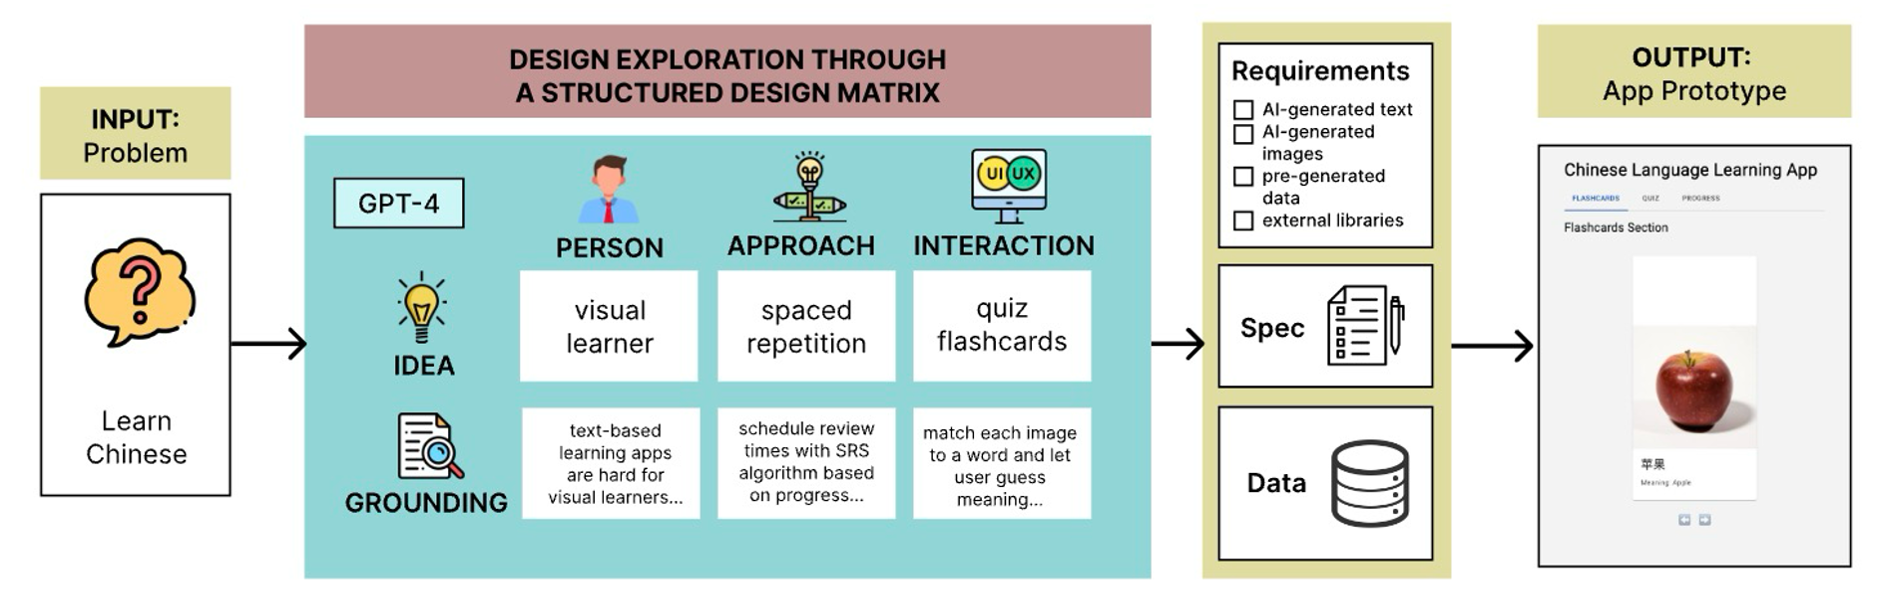 INPUT:
Problem
Learn
Chinese
DESIGN EXPLORATION THROUGH
A STRUCTURED DESIGN MATRIX
GPT-4
UI UX
PERSON
APPROACH
INTERACTION
IDEA
visual
learner
spaced
repetition
quiz
flashcards
GROUNDING
text-based
learning apps
are hard for
visual learners...
schedule review
times with SRS
algorithm based
on progress...
match each image
to a word and let
user guess
meaning...
Requirements
AI-generated text
AI-generated
images
pre-generated
data
external libraries
Spec
Data
OUTPUT:
App Prototype
Chinese Language Learning App
FLASHCARDS QUIZ PROGRESS
Flashcards Section
苹果
Meaning: Apple